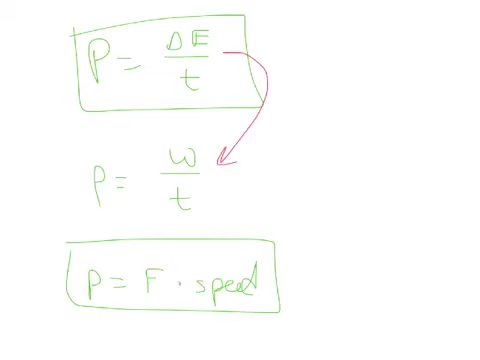 P = ΔE/t
P = W/t
P = F · speed